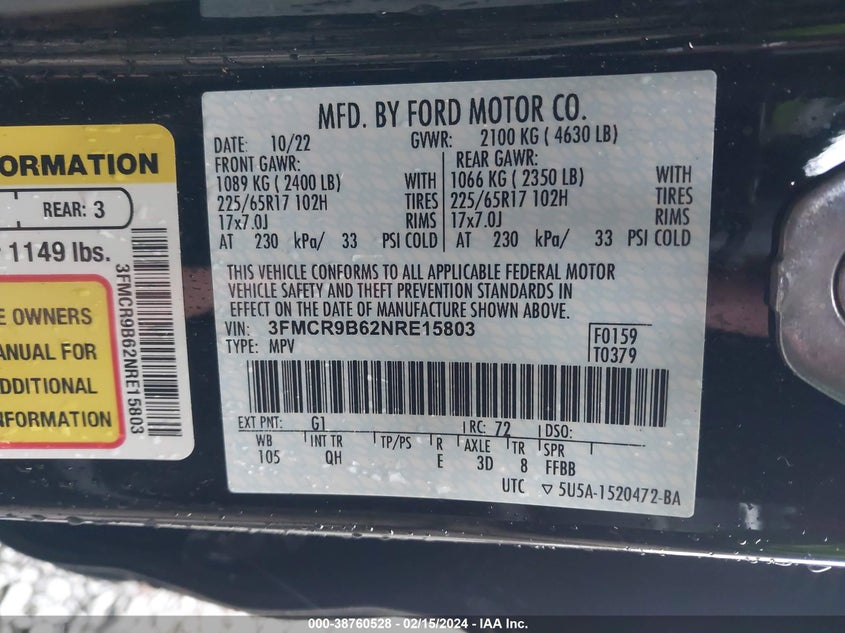 ORMATION
REAR: 3
1149 lbs.
E OWNERS
ANUAL FOR
DDITIONAL
INFORMATION
3FMCR9B62NRE15803
MFD. BY FORD MOTOR CO.
DATE: 10/22 GVWR: 2100 KG ( 4630 LB)
FRONT GAWR: REAR GAWR:
1089 KG ( 2400 LB) WITH 1066 KG ( 2350 LB) WITH
225/65R17 102H TIRES 225/65R17 102H TIRES
17x7.0J RIMS 17x7.0J RIMS
AT 230 kPa/ 33 PSI COLD AT 230 kPa/ 33 PSI COLD
THIS VEHICLE CONFORMS TO ALL APPLICABLE FEDERAL MOTOR
VEHICLE SAFETY AND THEFT PREVENTION STANDARDS IN
EFFECT ON THE DATE OF MANUFACTURE SHOWN ABOVE.
VIN: 3FMCR9B62NRE15803 F0159
TYPE: MPV T0379
EXT PNT: G1 RC: 72 DSO:
WB INT TR TP/PS R AXLE TR SPR
105 QH E 3D 8 FFBB
UTC ▽ 5U5A-1520472-BA
000-38760528 - 02/15/2024 - IAA Inc.